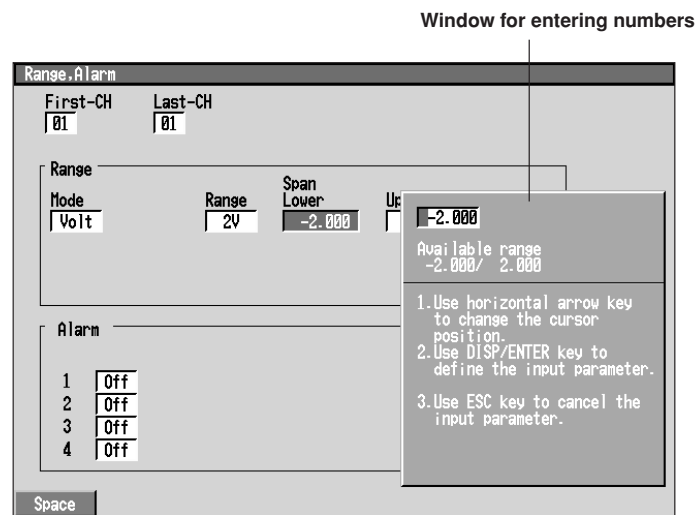 Window for entering numbers
Range,Alarm
First-CH Last-CH
01 01
Range
Span
Mode Range Lower Up
Volt 2V -2.000
-2.000
Available range
-2.000/ 2.000
1.Use horizontal arrow key
to change the cursor
position.
2.Use DISP/ENTER key to
define the input parameter.
3.Use ESC key to cancel the
input parameter.
Alarm
1 Off
2 Off
3 Off
4 Off
Space